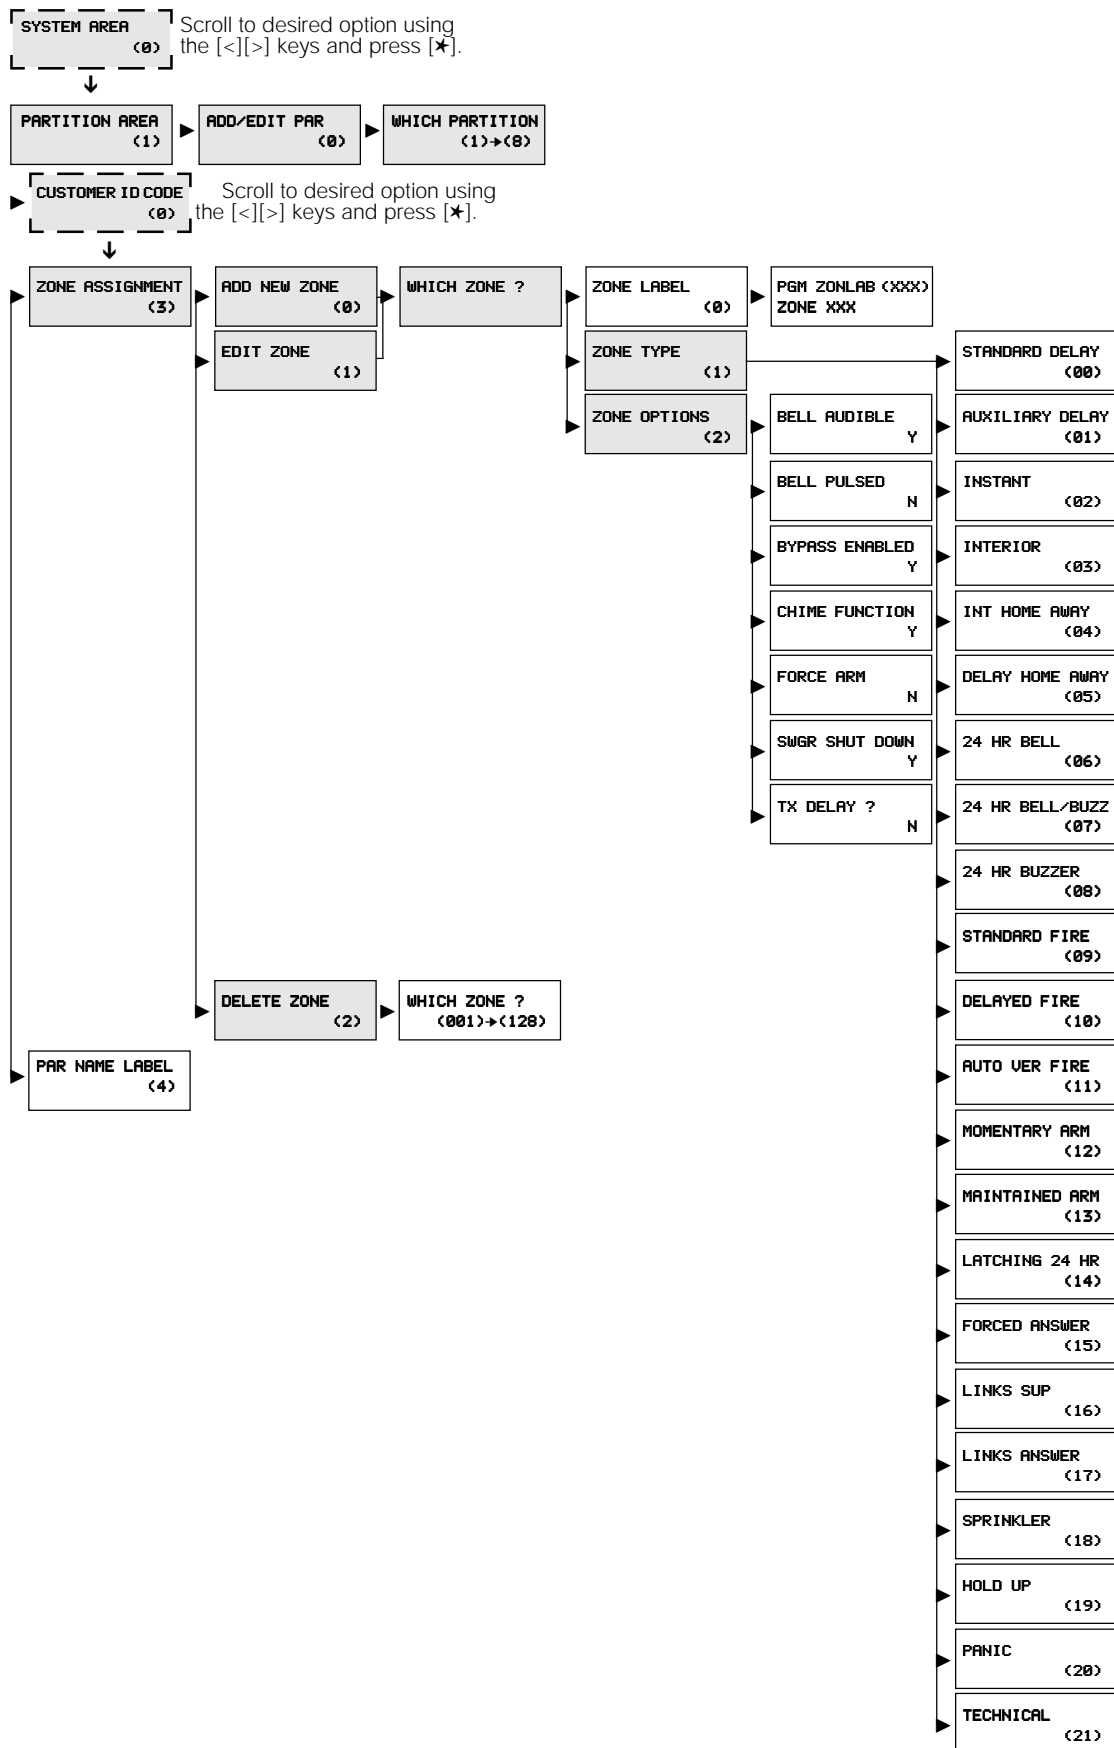 SYSTEM AREA
(0)
Scroll to desired option using
the [<][>] keys and press [✶].
PARTITION AREA
(1)
ADD/EDIT PAR
(0)
WHICH PARTITION
(1)→(8)
CUSTOMER ID CODE
(0)
Scroll to desired option using
the [<][>] keys and press [✶].
ZONE ASSIGNMENT
(3)
ADD NEW ZONE
(0)
WHICH ZONE ?
ZONE LABEL
(0)
PGM ZONLAB (XXX)
ZONE XXX
EDIT ZONE
(1)
ZONE TYPE
(1)
STANDARD DELAY
(00)
ZONE OPTIONS
(2)
BELL AUDIBLE
Y
AUXILIARY DELAY
(01)
BELL PULSED
N
INSTANT
(02)
BYPASS ENABLED
Y
INTERIOR
(03)
CHIME FUNCTION
Y
INT HOME AWAY
(04)
FORCE ARM
N
DELAY HOME AWAY
(05)
SWGR SHUT DOWN
Y
24 HR BELL
(06)
TX DELAY ?
N
24 HR BELL/BUZZ
(07)
24 HR BUZZER
(08)
STANDARD FIRE
(09)
DELETE ZONE
(2)
WHICH ZONE ?
(001)→(128)
DELAYED FIRE
(10)
PAR NAME LABEL
(4)
AUTO VER FIRE
(11)
MOMENTARY ARM
(12)
MAINTAINED ARM
(13)
LATCHING 24 HR
(14)
FORCED ANSWER
(15)
LINKS SUP
(16)
LINKS ANSWER
(17)
SPRINKLER
(18)
HOLD UP
(19)
PANIC
(20)
TECHNICAL
(21)